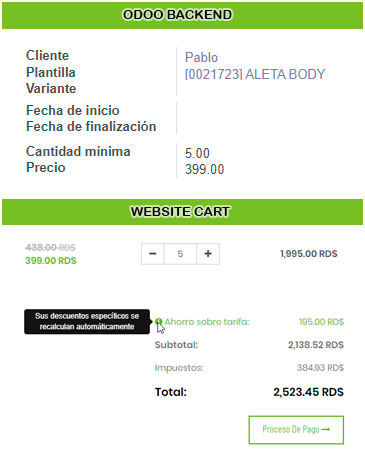 ODOO BACKEND
Cliente Pablo
Plantilla [0021723] ALETA BODY
Variante
Fecha de inicio
Fecha de finalización
Cantidad mínima 5.00
Precio 399.00
WEBSITE CART
438.00 RD$
399.00 RD$
− 5 + 1,995.00 RD$
Sus descuentos específicos se
recalculan automáticamente
Ahorro sobre tarifa: 195.00 RD$
Subtotal: 2,138.52 RD$
Impuestos: 384.93 RD$
Total: 2,523.45 RD$
Proceso De Pago →